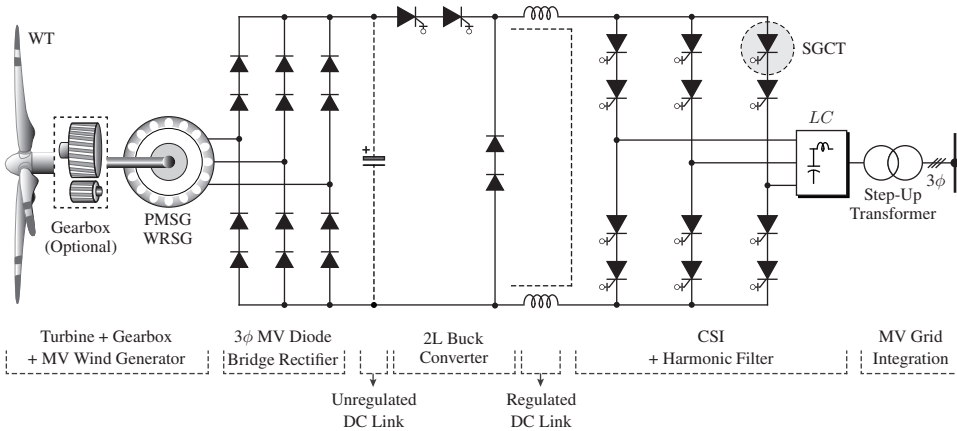 WT
SGCT
LC
+
Gearbox
(Optional)
PMSG
WRSG
3ϕ
Step-Up
Transformer
Turbine + Gearbox
+ MV Wind Generator
3ϕ MV Diode
Bridge Rectifier
2L Buck
Converter
CSI
+ Harmonic Filter
MV Grid
Integration
Unregulated
DC Link
Regulated
DC Link